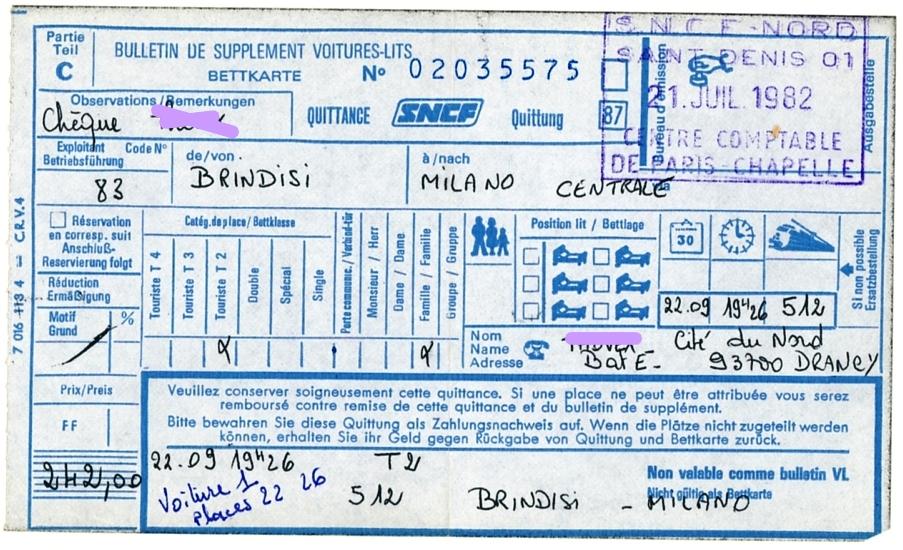 Partie
Teil
C
BULLETIN DE SUPPLEMENT VOITURES-LITS
BETTKARTE
Nº 02035575
S.N.C.F-NORD
SAINT DENIS 01
21. JUIL. 1982
CENTRE COMPTABLE
DE PARIS-CHAPELLE
Bureau d'émission
Ausgabestelle
Observations/Bemerkungen
Chèque
QUITTANCE
SNCF
Quittung
87
Exploitant
Betriebsführung
Code Nº
83
de/von
BRINDISI
à/nach
MILANO CENTRALE
7 016 1134 C.R.V.4
Réservation
en corresp. suit
Anschluß-
Reservierung folgt
Réduction
Ermäßigung
Motif
Grund
%
Catég. de place/Bettklasse
Touriste T 4
Touriste T 3
Touriste T 2
Double
Spécial
Single
Porte communic./Verbind-tür
Monsieur / Herr
Dame / Dame
Famille / Familie
Groupe / Gruppe
X
X
Position lit / Bettlage
30
Si non possible
Ersatzbestellung
22.09 19H26 512
Nom
Name
Adresse
Cité du Nord
93700 DRANCY
Prix/Preis
FF
242,00
Veuillez conserver soigneusement cette quittance. Si une place ne peut être attribuée vous serez
remboursé contre remise de cette quittance et du bulletin de supplément.
Bitte bewahren Sie diese Quittung als Zahlungsnachweis auf. Wenn die Plätze nicht zugeteilt werden
können, erhalten Sie ihr Geld gegen Rückgabe von Quittung und Bettkarte zurück.
22.09 19H26 T2
Voiture 1
places 22 26
512 BRINDISI - MILANO
Non valable comme bulletin VL
Nicht gültig als Bettkarte